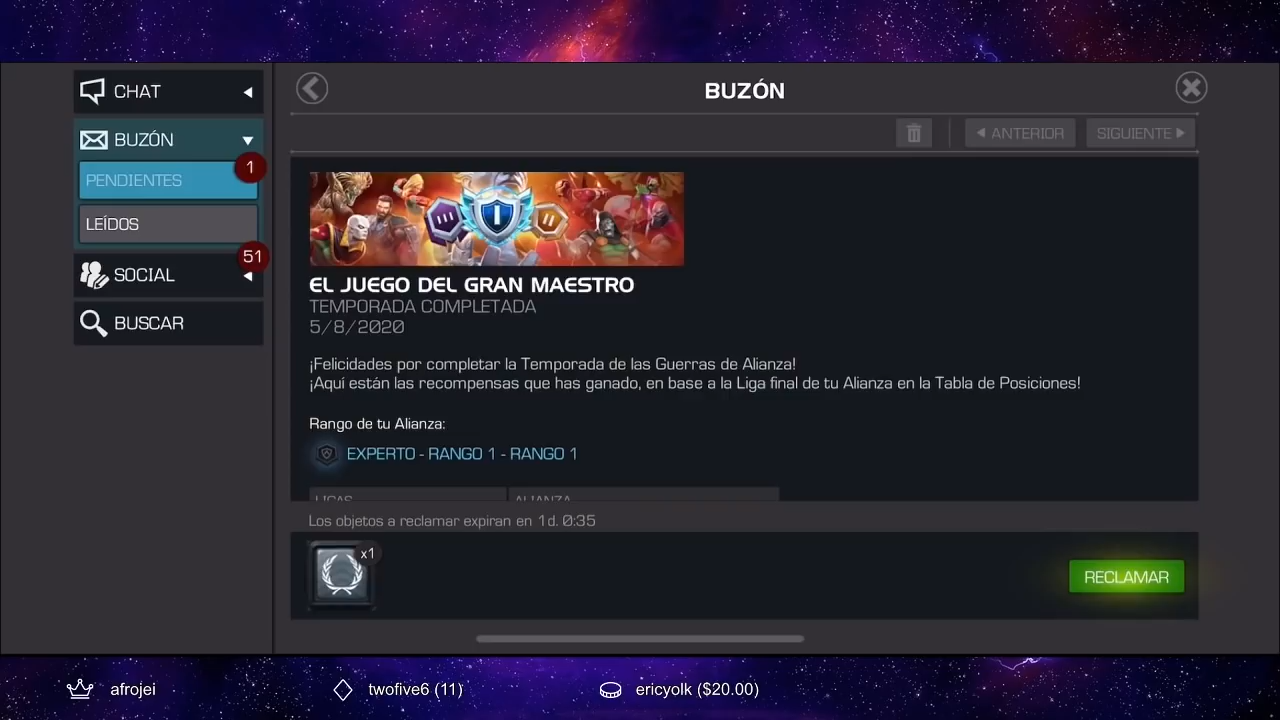 CHAT
BUZÓN
PENDIENTES
1
LEÍDOS
51
SOCIAL
BUSCAR
BUZÓN
ANTERIOR
SIGUIENTE
III
I
II
EL JUEGO DEL GRAN MAESTRO
TEMPORADA COMPLETADA
5/8/2020
¡Felicidades por completar la Temporada de las Guerras de Alianza!
¡Aquí están las recompensas que has ganado, en base a la Liga final de tu Alianza en la Tabla de Posiciones!
Rango de tu Alianza:
EXPERTO - RANGO 1 - RANGO 1
LIGAS ALIANZA
Los objetos a reclamar expiran en 1d. 0:35
x1
RECLAMAR
afrojei
twofive6 (11)
ericyolk ($20.00)